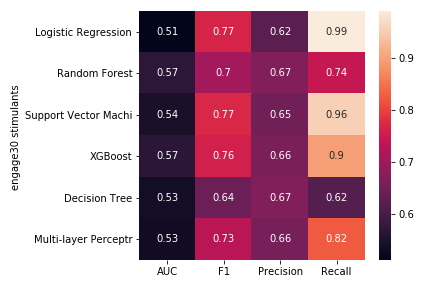 engage30 stimulants
Logistic Regression 0.51 0.77 0.62 0.99
Random Forest 0.57 0.7 0.67 0.74
Support Vector Machi 0.54 0.77 0.65 0.96
XGBoost 0.57 0.76 0.66 0.9
Decision Tree 0.53 0.64 0.67 0.62
Multi-layer Perceptr 0.53 0.73 0.66 0.82
AUC F1 Precision Recall
0.9
0.8
0.7
0.6